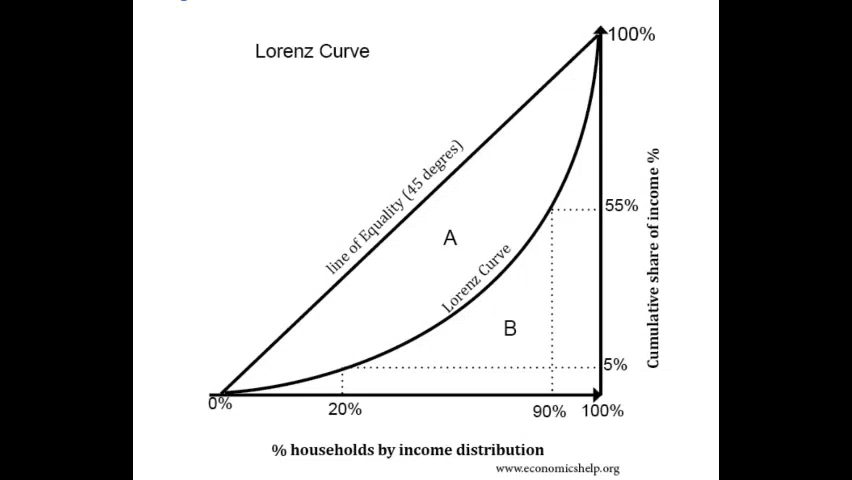 Lorenz Curve
100%
line of Equality (45 degres)
55%
A
Lorenz Curve
Cumulative share of income %
B
5%
0%
20%
90%
100%
% households by income distribution
www.economicshelp.org